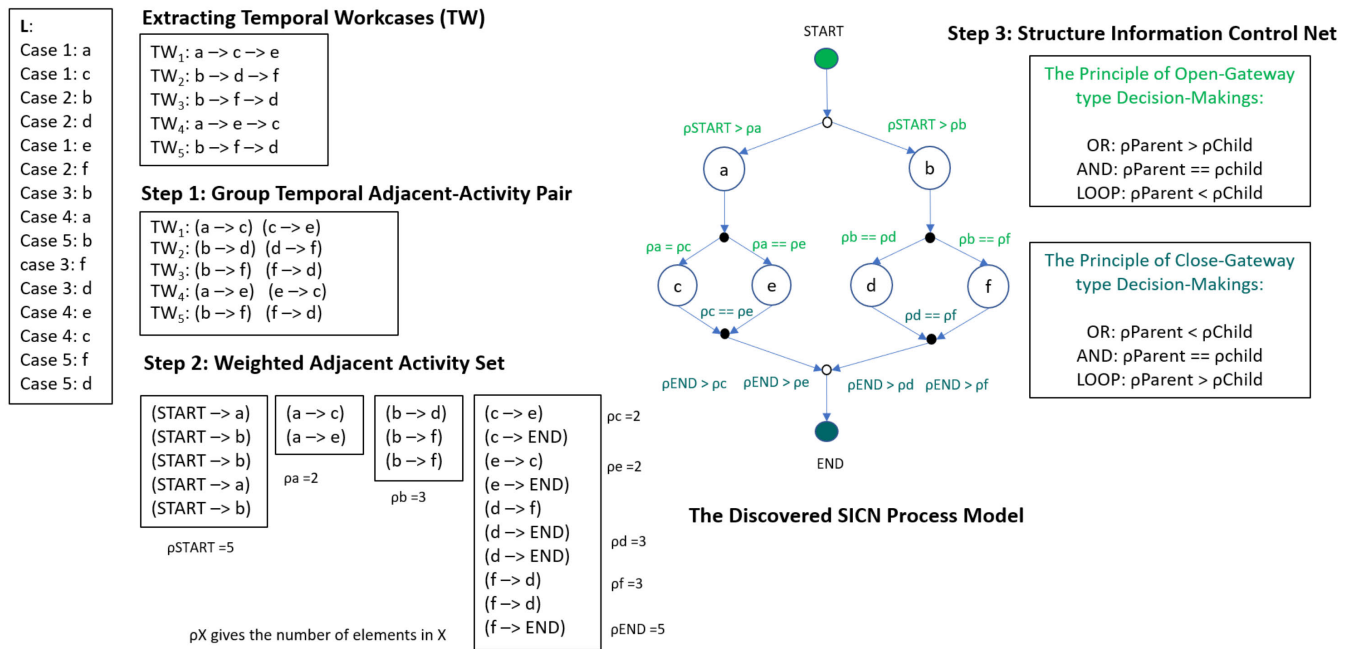 L:
Case 1: a
Case 1: c
Case 2: b
Case 2: d
Case 1: e
Case 2: f
Case 3: b
Case 4: a
Case 5: b
case 3: f
Case 3: d
Case 4: e
Case 4: c
Case 5: f
Case 5: d
Extracting Temporal Workcases (TW)
TW1: a –> c –> e
TW2: b –> d –> f
TW3: b –> f –> d
TW4: a –> e –> c
TW5: b –> f –> d
Step 1: Group Temporal Adjacent-Activity Pair
TW1: (a –> c) (c –> e)
TW2: (b –> d) (d –> f)
TW3: (b –> f) (f –> d)
TW4: (a –> e) (e –> c)
TW5: (b –> f) (f –> d)
Step 2: Weighted Adjacent Activity Set
(START –> a)
(START –> b)
(START –> b)
(START –> a)
(START –> b)
ρSTART =5
(a –> c)
(a –> e)
ρa =2
(b –> d)
(b –> f)
(b –> f)
ρb =3
(c –> e)
(c –> END)
(e –> c)
(e –> END)
(d –> f)
(d –> END)
(d –> END)
(f –> d)
(f –> d)
(f –> END)
ρc =2
ρe =2
ρd =3
ρf =3
ρEND =5
ρX gives the number of elements in X
START
ρSTART > ρa
ρSTART > ρb
a
b
ρa = ρc
ρa == ρe
ρb == ρd
ρb == ρf
c
e
d
f
ρc == ρe
ρd == ρf
ρEND > ρc
ρEND > ρe
ρEND > ρd
ρEND > ρf
END
The Discovered SICN Process Model
Step 3: Structure Information Control Net
The Principle of Open-Gateway
type Decision-Makings:
OR: ρParent > ρChild
AND: ρParent == ρchild
LOOP: ρParent < ρChild
The Principle of Close-Gateway
type Decision-Makings:
OR: ρParent < ρChild
AND: ρParent == ρchild
LOOP: ρParent > ρChild